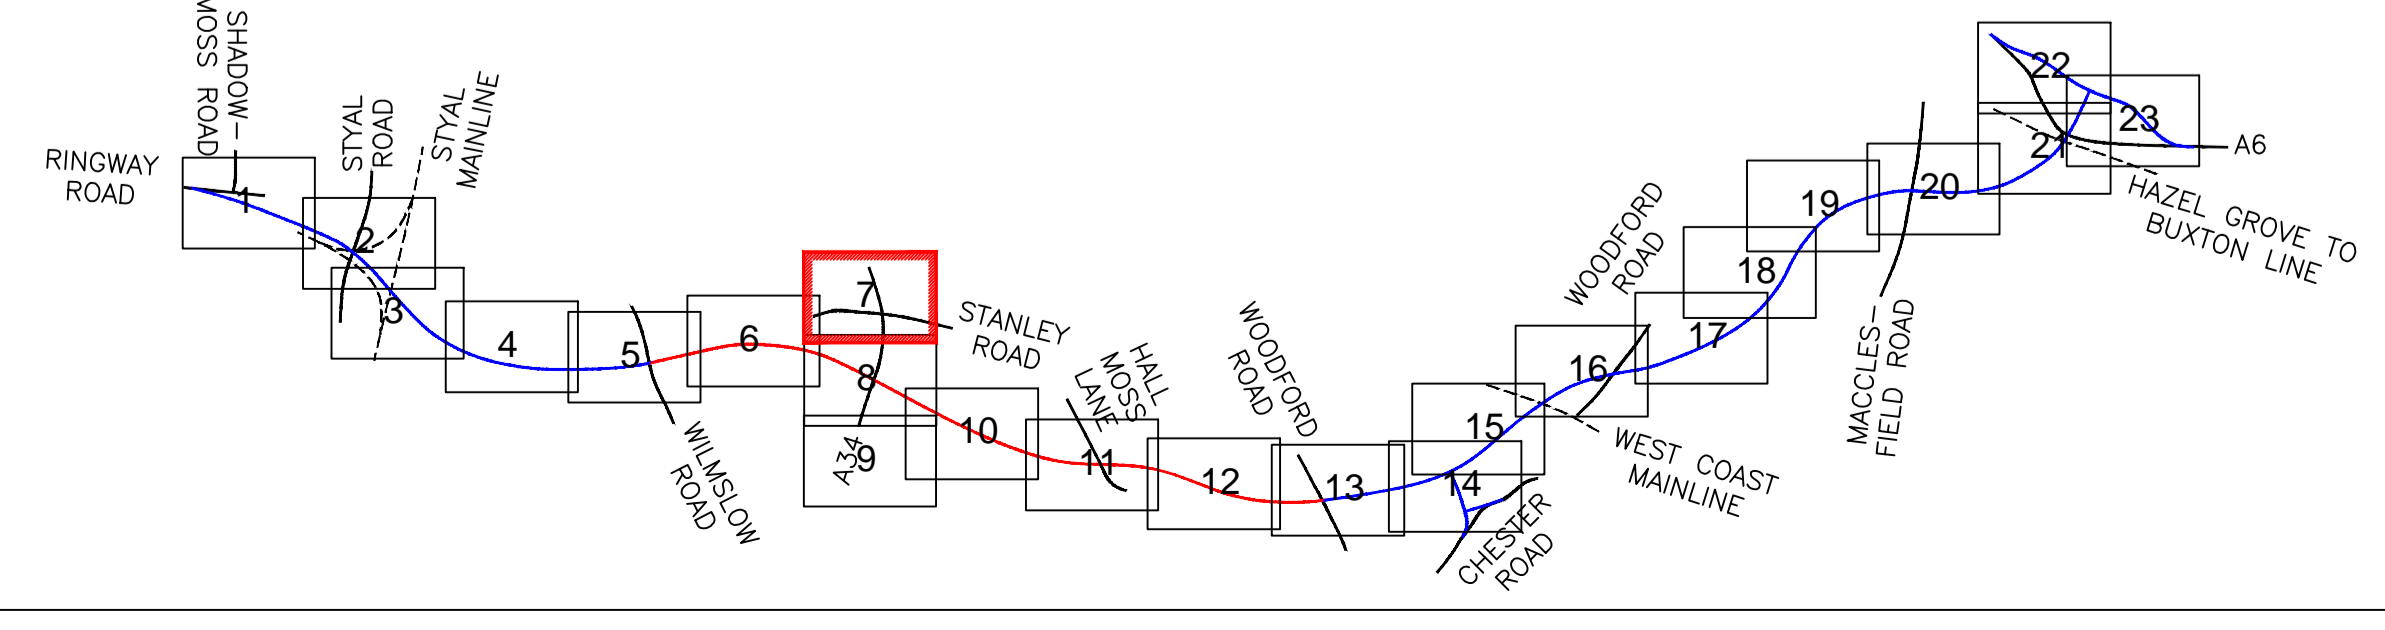 SHADOW-
MOSS ROAD
RINGWAY
ROAD
1
STYAL
ROAD
2
STYAL
MAINLINE
3
4
5
WILMSLOW
ROAD
6
7
STANLEY
ROAD
8
A34
9
10
HALL
MOSS
LANE
11
12
WOODFORD
ROAD
13
14
CHESTER
ROAD
15
WEST COAST
MAINLINE
16
WOODFORD
ROAD
17
18
19
MACCLES-
FIELD ROAD
20
21
22
23
A6
HAZEL GROVE TO
BUXTON LINE